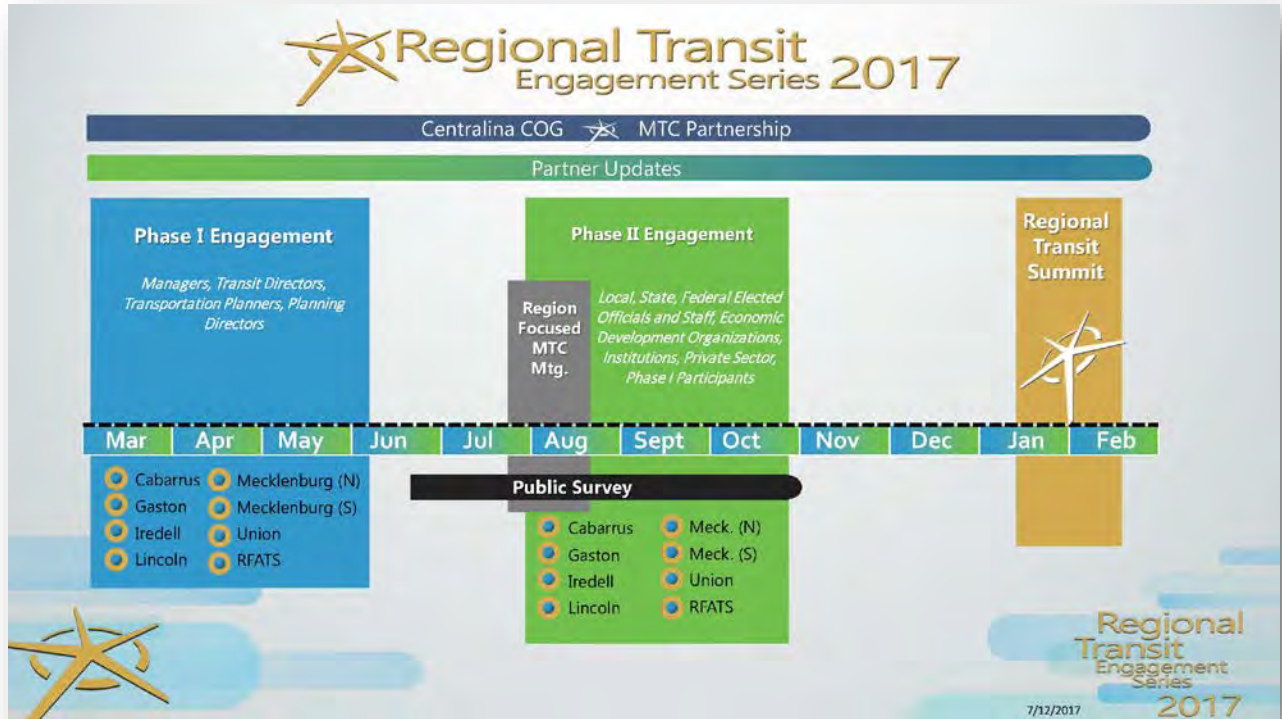 Regional Transit
Engagement Series 2017
Centralina COG MTC Partnership
Partner Updates
Phase I Engagement
Managers, Transit Directors,
Transportation Planners, Planning
Directors
Phase II Engagement
Local, State, Federal Elected
Officials and Staff, Economic
Development Organizations,
Institutions, Private Sector,
Phase I Participants
Region
Focused
MTC
Mtg.
Regional
Transit
Summit
Mar Apr May Jun Jul Aug Sept Oct Nov Dec Jan Feb
Cabarrus Mecklenburg (N)
Gaston Mecklenburg (S)
Iredell Union
Lincoln RFATS
Public Survey
Cabarrus Meck. (N)
Gaston Meck. (S)
Iredell Union
Lincoln RFATS
Regional
Transit
Engagement
Series
2017
7/12/2017